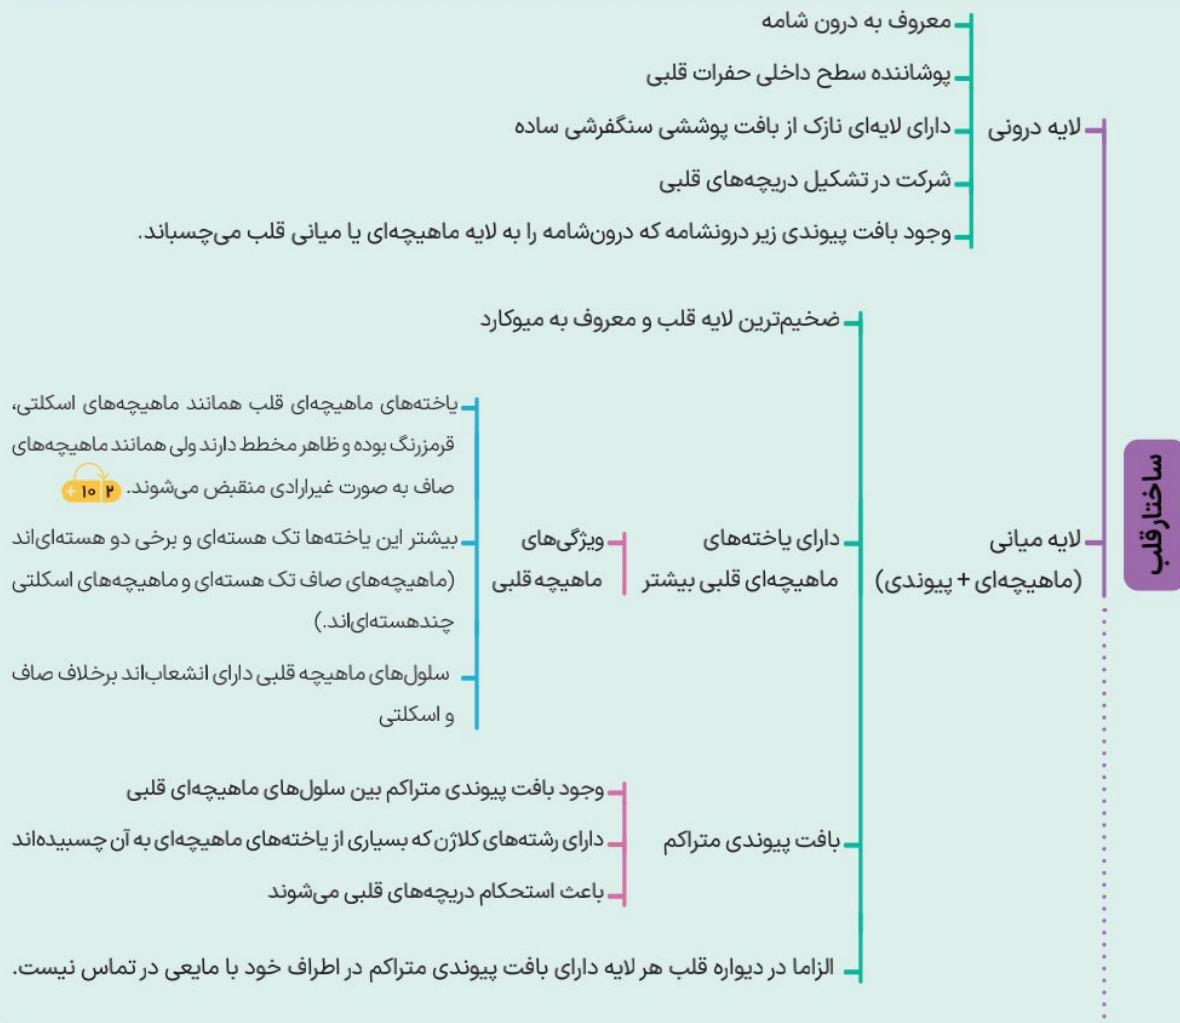 ساختار قلب
لایه درونی
معروف به درون شامه
پوشاننده سطح داخلی حفرات قلبی
دارای لایه‌ای نازک از بافت پوششی سنگفرشی ساده
شرکت در تشکیل دریچه‌های قلبی
وجود بافت پیوندی زیر درونشامه که درون‌شامه را به لایه ماهیچه‌ای یا میانی قلب می‌چسباند.
لایه میانی
(ماهیچه‌ای + پیوندی)
ضخیم‌ترین لایه قلب و معروف به میوکارد
دارای یاخته‌های
ماهیچه‌ای قلبی بیشتر
ویژگی‌های
ماهیچه قلبی
یاخته‌های ماهیچه‌ای قلب همانند ماهیچه‌های اسکلتی،
قرمزرنگ بوده و ظاهر مخطط دارند ولی همانند ماهیچه‌های
صاف به صورت غیرارادی منقبض می‌شوند. ۲ ۱۰ +
بیشتر این یاخته‌ها تک هسته‌ای و برخی دو هسته‌ای‌اند
(ماهیچه‌های صاف تک هسته‌ای و ماهیچه‌های اسکلتی
چندهسته‌ای‌اند.)
سلول‌های ماهیچه قلبی دارای انشعاب‌اند برخلاف صاف
و اسکلتی
بافت پیوندی متراکم
وجود بافت پیوندی متراکم بین سلول‌های ماهیچه‌ای قلبی
دارای رشته‌های کلاژن که بسیاری از یاخته‌های ماهیچه‌ای به آن چسبیده‌اند
باعث استحکام دریچه‌های قلبی می‌شوند
الزاما در دیواره قلب هر لایه دارای بافت پیوندی متراکم در اطراف خود با مایعی در تماس نیست.